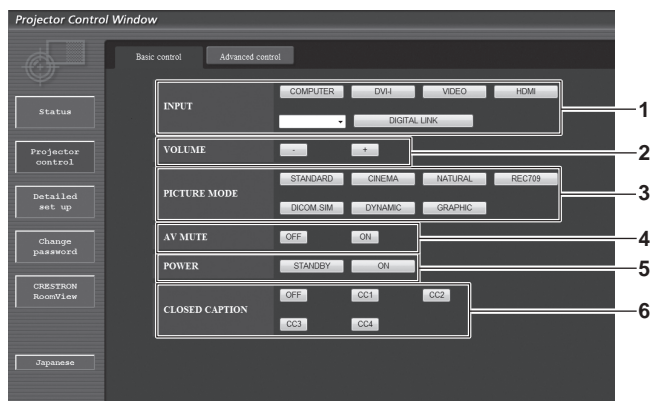 Projector Control Window
Basic control Advanced control
Status
Projector control
Detailed set up
Change password
CRESTRON RoomView
Japanese
INPUT COMPUTER DVI-I VIDEO HDMI
DIGITAL LINK
1
VOLUME - +
2
PICTURE MODE STANDARD CINEMA NATURAL REC709
DICOM SIM DYNAMIC GRAPHIC
3
AV MUTE OFF ON
4
POWER STANDBY ON
5
CLOSED CAPTION OFF CC1 CC2
CC3 CC4
6